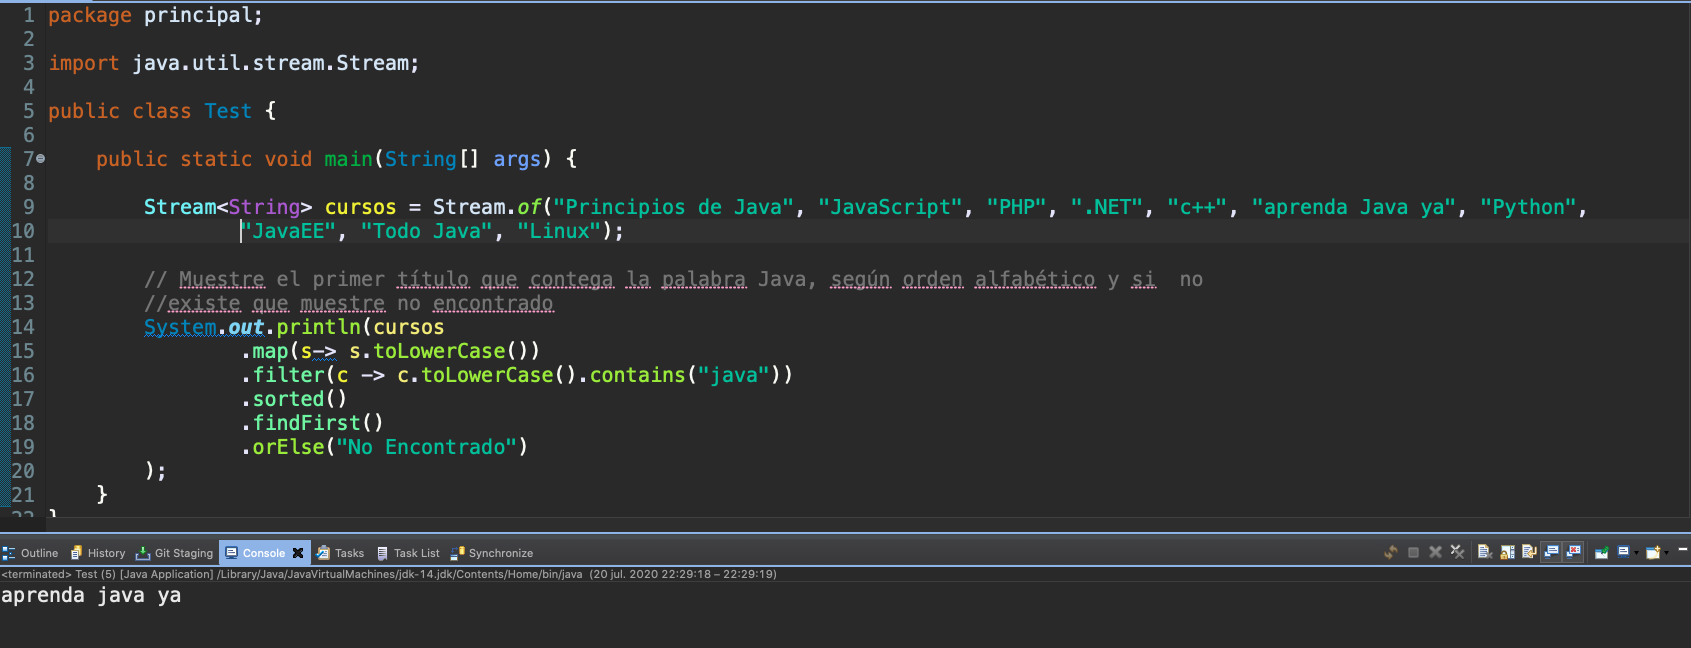 1 package principal;
2
3 import java.util.stream.Stream;
4
5 public class Test {
6
7 public static void main(String[] args) {
8
9 Stream<String> cursos = Stream.of("Principios de Java", "JavaScript", "PHP", ".NET", "c++", "aprenda Java ya", "Python",
10 "JavaEE", "Todo Java", "Linux");
11
12 // Muestre el primer título que contega la palabra Java, según orden alfabético y si  no
13 //existe que muestre no encontrado
14 System.out.println(cursos
15 .map(s-> s.toLowerCase())
16 .filter(c -> c.toLowerCase().contains("java"))
17 .sorted()
18 .findFirst()
19 .orElse("No Encontrado")
20 );
21 }
22 }
Outline History Git Staging Console Tasks Task List Synchronize
<terminated> Test (5) [Java Application] /Library/Java/JavaVirtualMachines/jdk-14.jdk/Contents/Home/bin/java (20 jul. 2020 22:29:18 – 22:29:19)
aprenda java ya